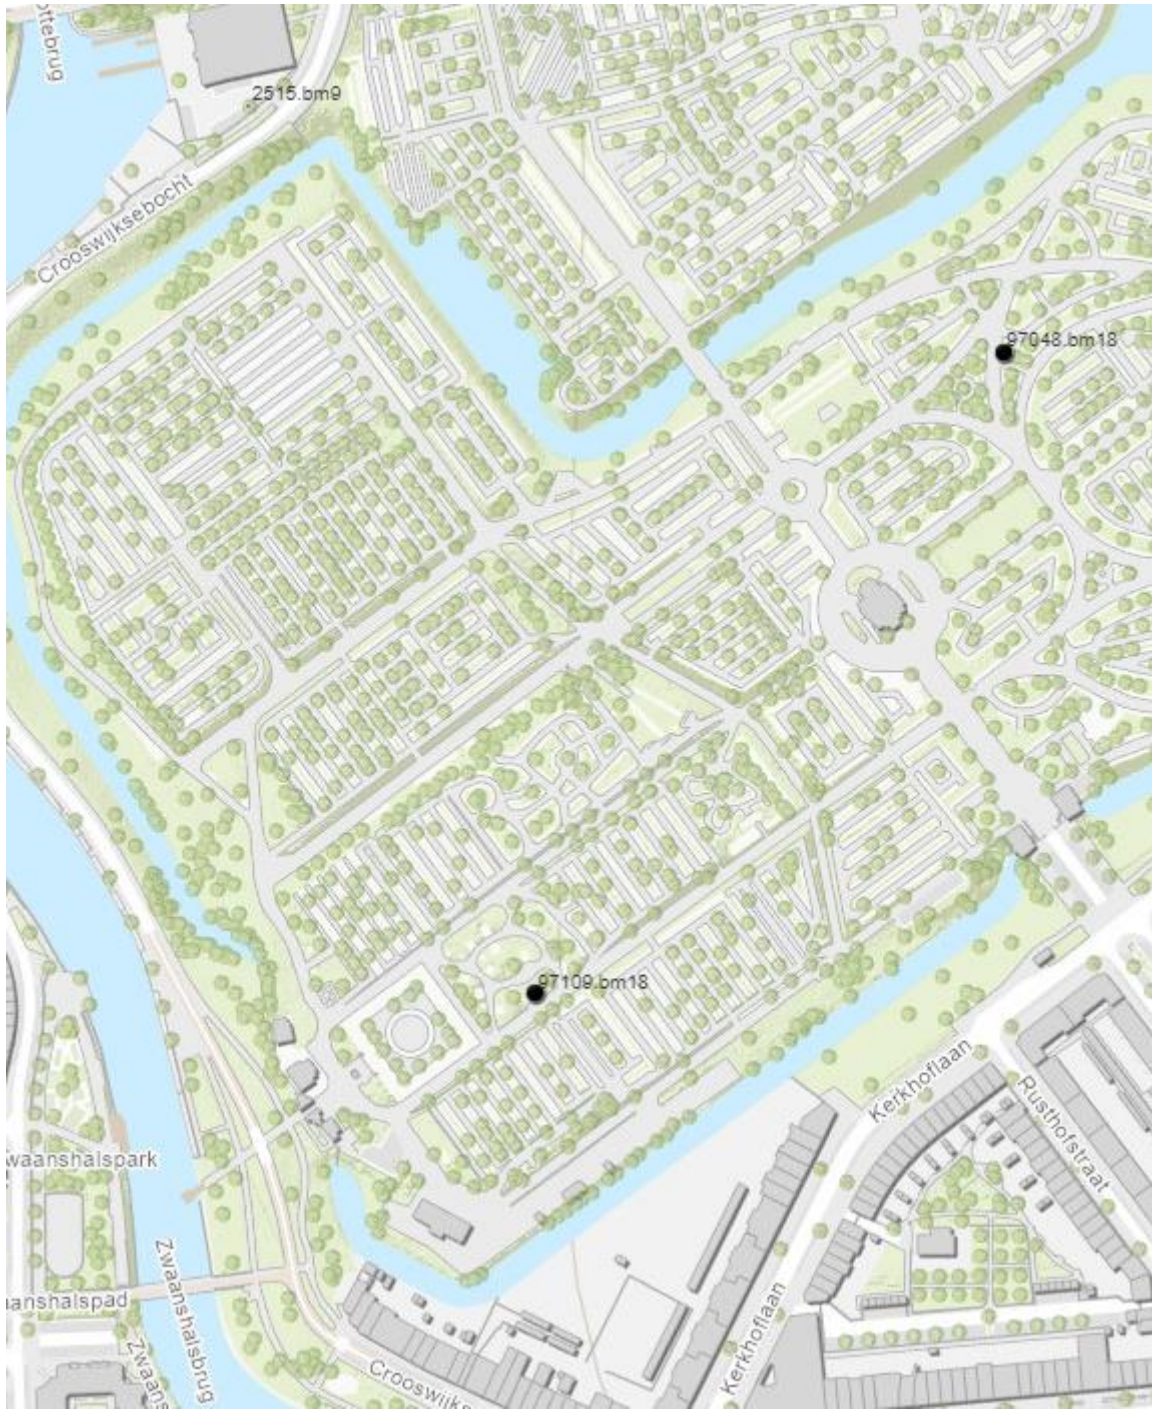 ottebrug
2515.bm9
Crooswijksebocht
97048.bm18
97109.bm18
Kerkhoflaan
Rusthofstraat
waanshalspark
Zwaanshalsbrug
anshalspad
Zwaans
Kerkhoflaan
Crooswijks